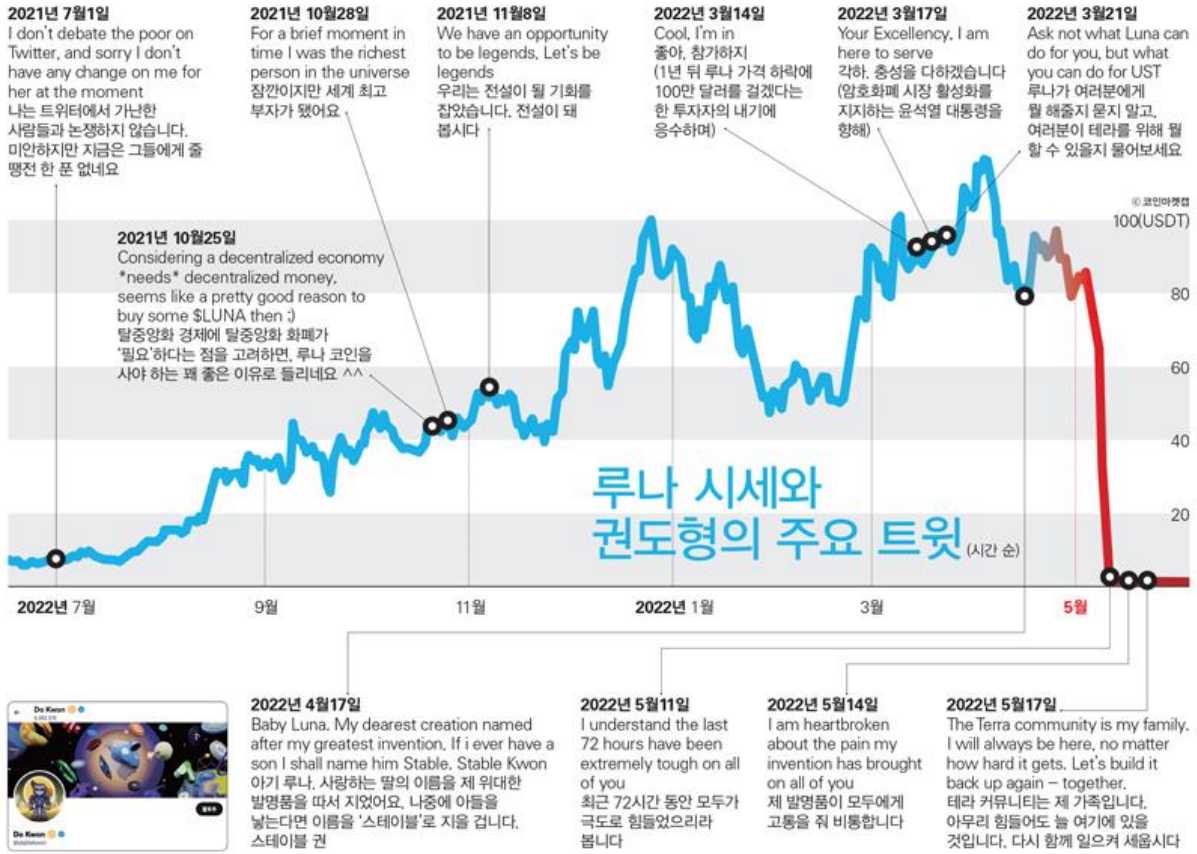 2021년 7월1일
I don't debate the poor on
Twitter, and sorry I don't
have any change on me for
her at the moment
나는 트위터에서 가난한
사람들과 논쟁하지 않습니다.
미안하지만 지금은 그들에게 줄
땡전 한 푼 없네요
2021년 10월28일
For a brief moment in
time I was the richest
person in the universe
잠깐이지만 세계 최고
부자가 됐어요
2021년 11월8일
We have an opportunity
to be legends, Let's be
legends
우리는 전설이 될 기회를
잡았습니다. 전설이 돼
봅시다
2022년 3월14일
Cool, I'm in
좋아, 참가하지
(1년 뒤 루나 가격 하락에
100만 달러를 걸겠다는
한 투자자의 내기에
응수하며)
2022년 3월17일
Your Excellency, I am
here to serve
각하, 충성을 다하겠습니다
(암호화폐 시장 활성화를
지지하는 윤석열 대통령을
향해)
2022년 3월21일
Ask not what Luna can
do for you, but what
you can do for UST
루나가 여러분에게
뭘 해줄지 묻지 말고,
여러분이 테라를 위해 뭘
할 수 있을지 물어보세요
ⓒ코인마켓캡
100(USDT)
2021년 10월25일
Considering a decentralized economy
*needs* decentralized money,
seems like a pretty good reason to
buy some $LUNA then ;)
탈중앙화 경제에 탈중앙화 화폐가
'필요'하다는 점을 고려하면, 루나 코인을
사야 하는 꽤 좋은 이유로 들리네요 ^^
80
60
40
20
루나 시세와
권도형의 주요 트윗 (시간 순)
2022년 7월
9월
11월
2022년 1월
3월
5월
Do Kwon
Do Kwon
2022년 4월17일
Baby Luna. My dearest creation named
after my greatest invention. If i ever have a
son I shall name him Stable. Stable Kwon
아기 루나. 사랑하는 딸의 이름을 제 위대한
발명품을 따서 지었어요. 나중에 아들을
낳는다면 이름을 '스테이블'로 지을 겁니다.
스테이블 권
2022년 5월11일
I understand the last
72 hours have been
extremely tough on all
of you
최근 72시간 동안 모두가
극도로 힘들었으리라
봅니다
2022년 5월14일
I am heartbroken
about the pain my
invention has brought
on all of you
제 발명품이 모두에게
고통을 줘 비통합니다
2022년 5월17일
The Terra community is my family.
I will always be here, no matter
how hard it gets. Let's build it
back up again – together.
테라 커뮤니티는 제 가족입니다.
아무리 힘들어도 늘 여기에 있을
것입니다. 다시 함께 일으켜 세웁시다